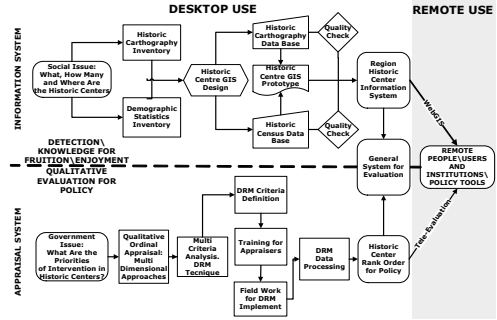 DESKTOP USE
REMOTE USE
INFORMATION SYSTEM
Social Issue:
What, How Many
and Where Are
the Historic Centers
Historic
Carthography
Inventory
Demographic
Statistics
Inventory
Historic
Centre GIS
Design
Historic
Carthography
Data Base
Historic
Centre GIS
Prototype
Historic
Census Data
Base
Quality
Check
Quality
Check
Region
Historic
Center
Information
System
WebGIS
DETECTION\
KNOWLEDGE FOR
FRUITION\ENJOYMENT
QUALITATIVE
EVALUATION FOR
POLICY
General
System for
Evaluation
REMOTE
PEOPLE\USERS
AND
INSTITUTIONS\
POLICY TOOLS
APPRAISAL SYSTEM
Government
Issue:
What Are the
Priorities
of Intervention in
Historic Centers?
Qualitative
Ordinal
Appraisal:
Multi
Dimensional
Approaches
Multi
Criteria
Analysis.
DRM
Tecnique
DRM Criteria
Definition
Training for
Appraisers
Field Work
for DRM
Implement
DRM
Data
Processing
Historic
Center
Rank Order
for Policy
Tele-Evaluation